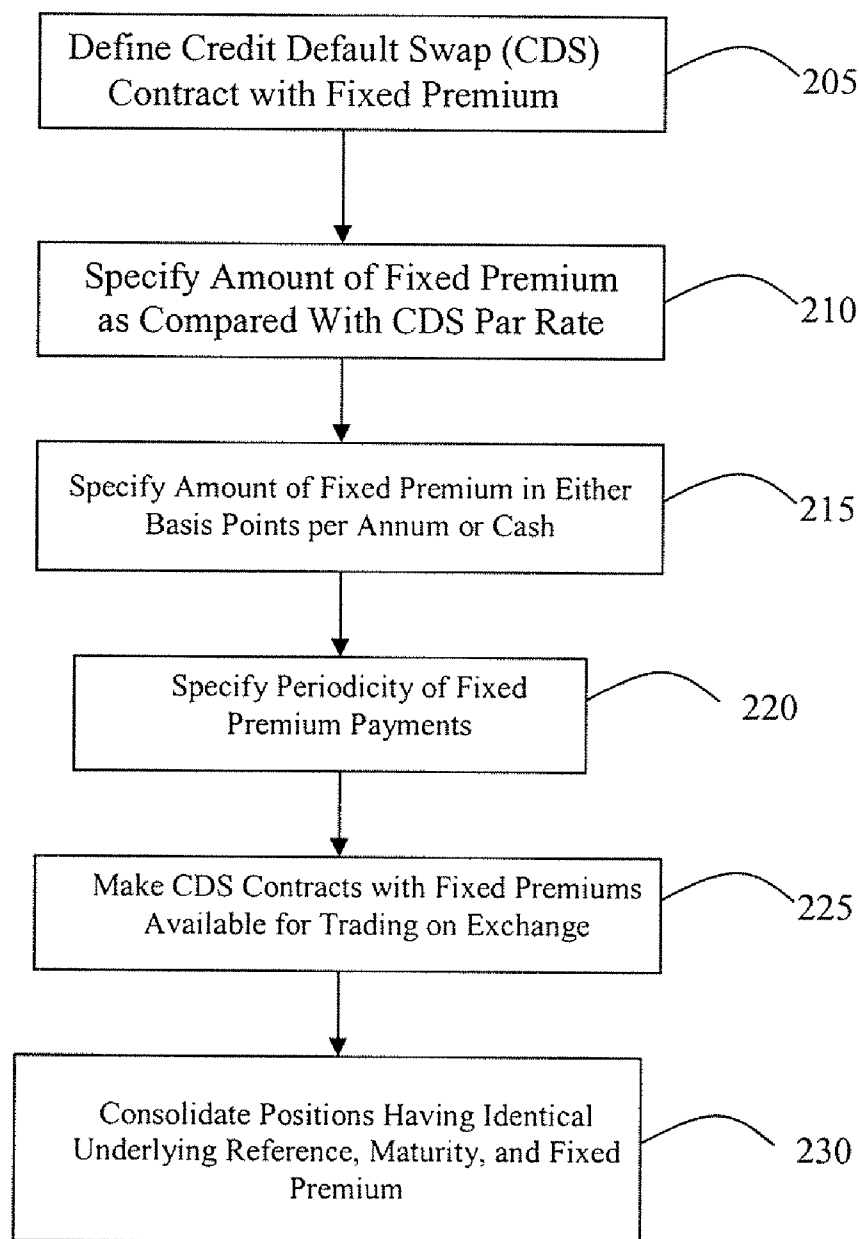 Define Credit Default Swap (CDS)
Contract with Fixed Premium
205
Specify Amount of Fixed Premium
as Compared With CDS Par Rate
210
Specify Amount of Fixed Premium in Either
Basis Points per Annum or Cash
215
Specify Periodicity of Fixed
Premium Payments
220
Make CDS Contracts with Fixed Premiums
Available for Trading on Exchange
225
Consolidate Positions Having Identical
Underlying Reference, Maturity, and Fixed
Premium
230